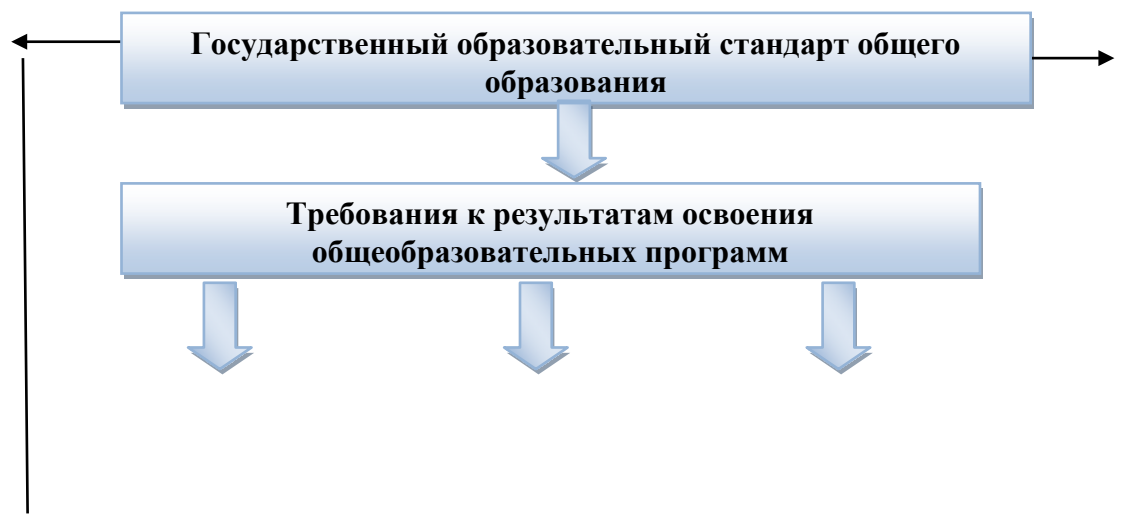 Государственный образовательный стандарт общего
образования
Требования к результатам освоения
общеобразовательных программ